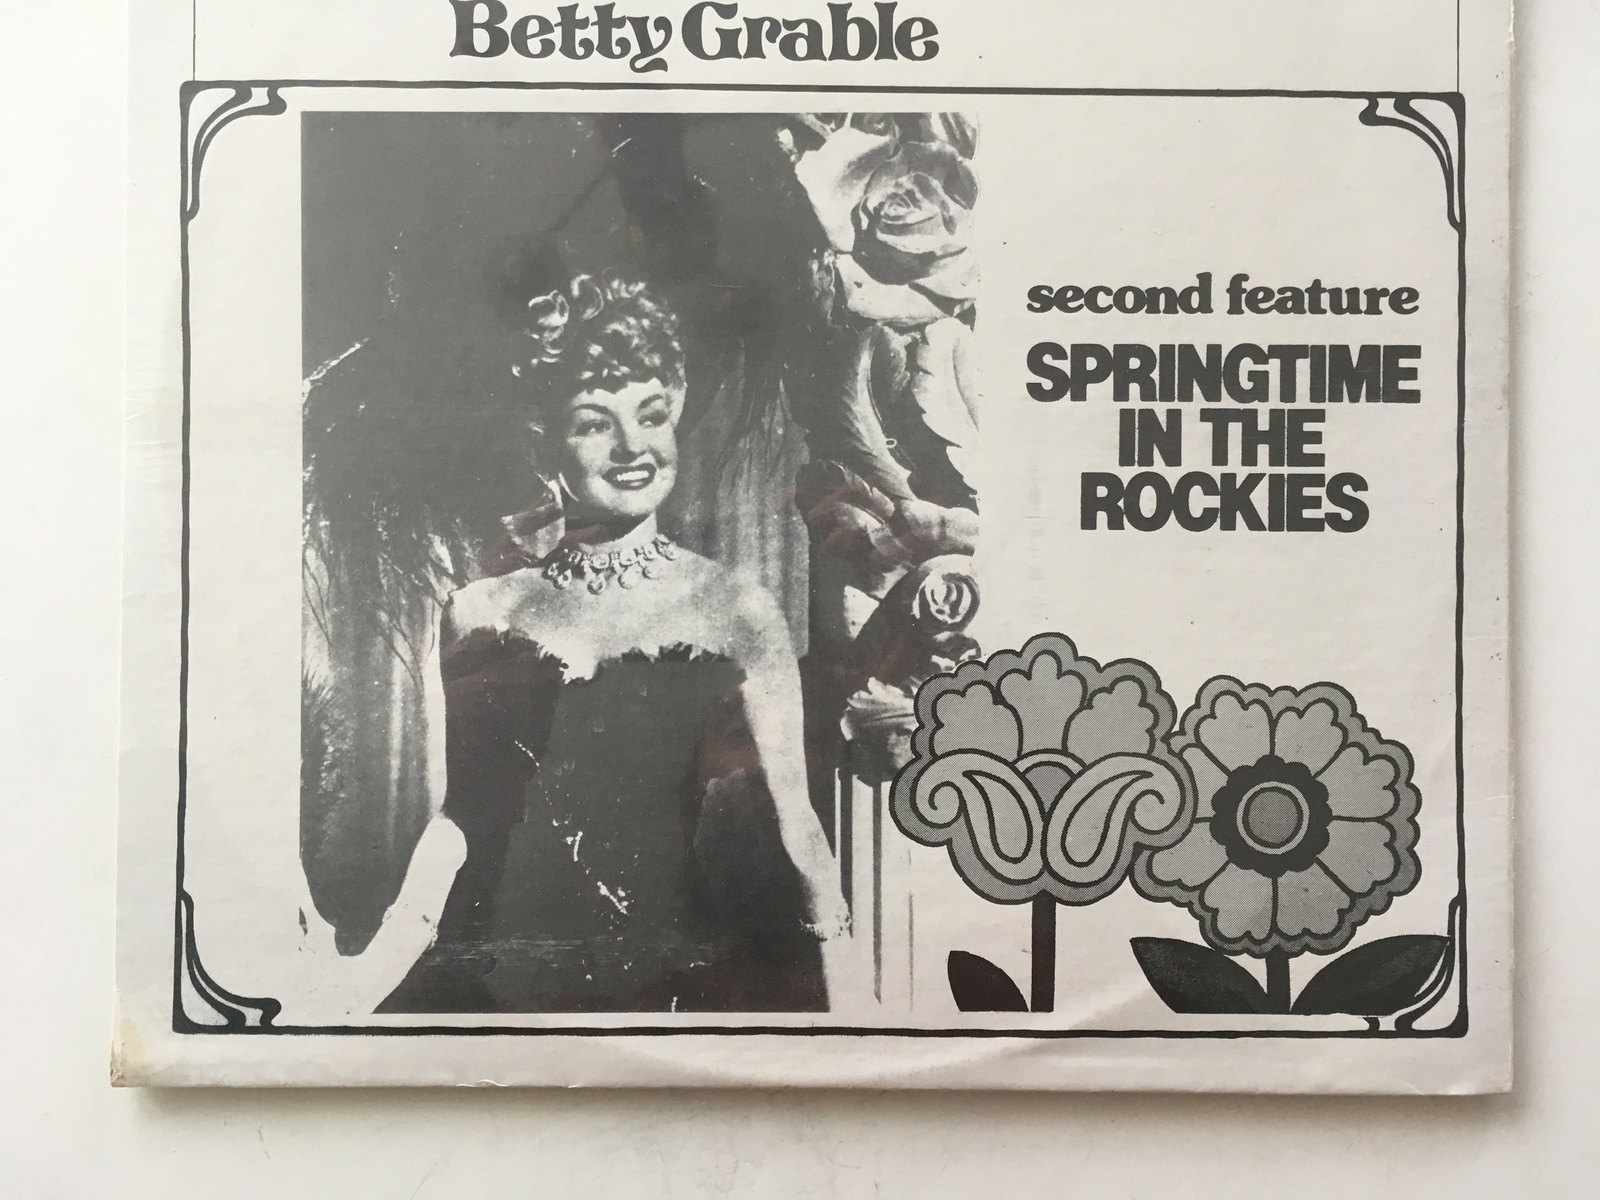 Betty Grable
second feature
SPRINGTIME
IN THE
ROCKIES